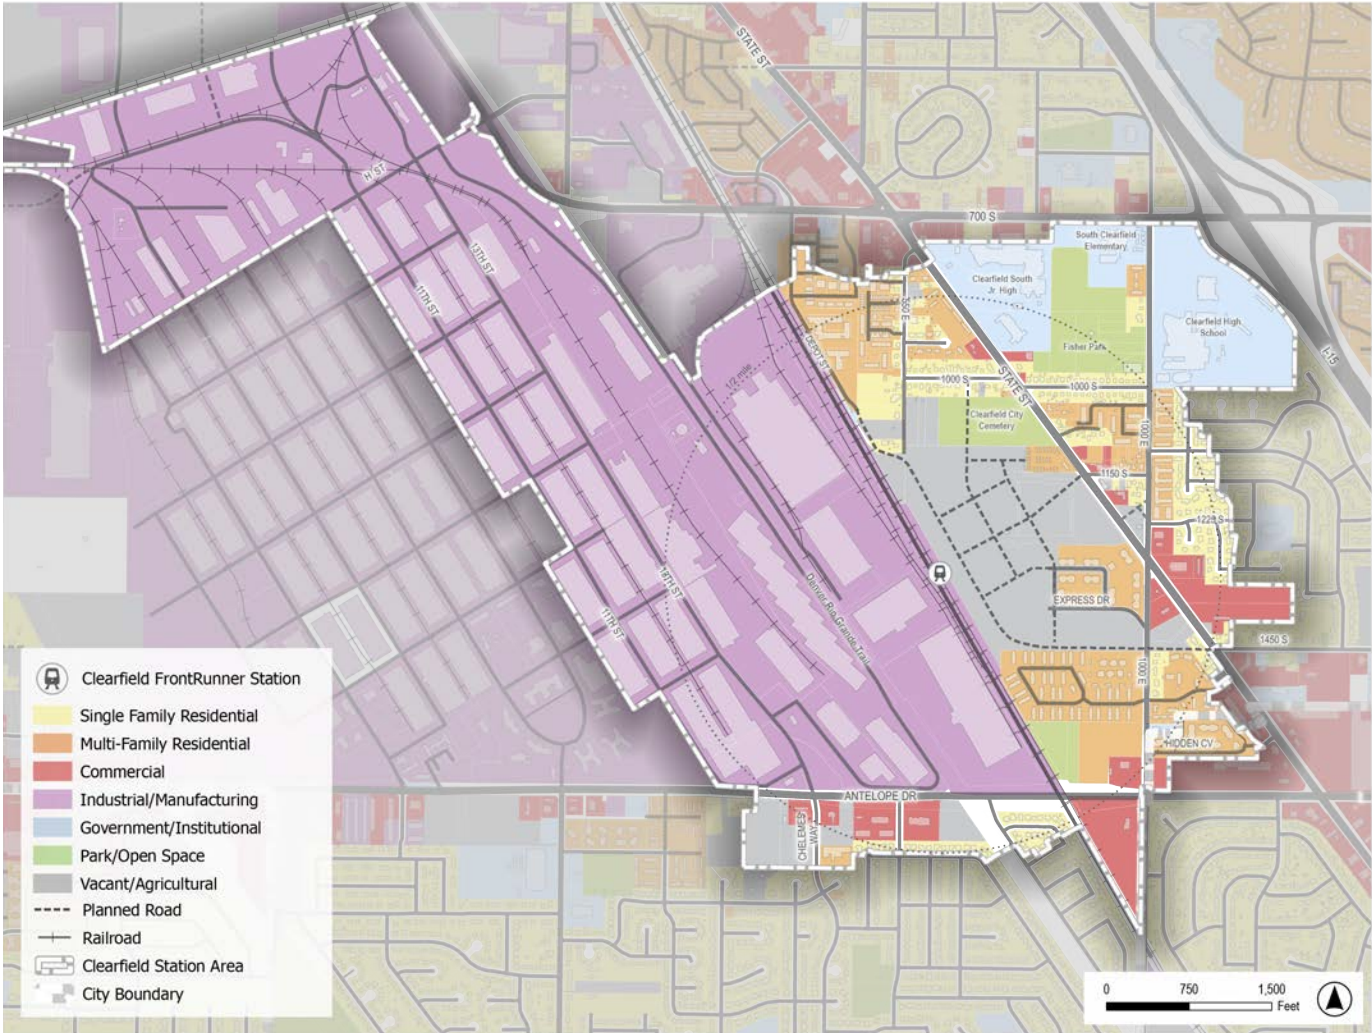 STATE ST
700 S
South Clearfield
Elementary
Clearfield South
Jr. High
H ST
13TH ST
11TH ST
550 E
Clearfield High
School
I-15
DEPOT ST
Fisher Park
STATE ST
1/2 mile
1000 S
1000 S
Clearfield City
Cemetery
1000 E
1150 S
1225 S
12TH ST
Denver Rio Grande Trail
EXPRESS DR
11TH ST
1450 S
1000 E
HIDDEN CV
ANTELOPE DR
CHELEMES
WAY
Clearfield FrontRunner Station
Single Family Residential
Multi-Family Residential
Commercial
Industrial/Manufacturing
Government/Institutional
Park/Open Space
Vacant/Agricultural
Planned Road
Railroad
Clearfield Station Area
City Boundary
0 750 1,500
Feet